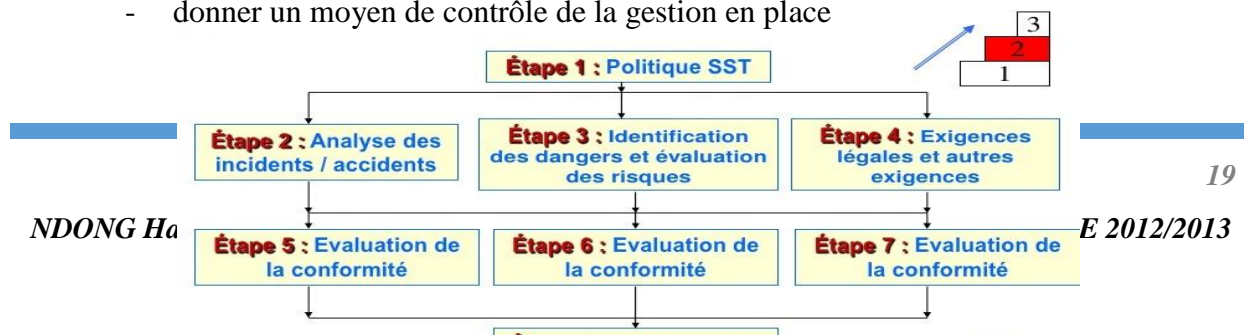 - donner un moyen de contrôle de la gestion en place
3
2
1
Étape 1 : Politique SST
Étape 2 : Analyse des
incidents / accidents
Étape 3 : Identification
des dangers et évaluation
des risques
Étape 4 : Exigences
légales et autres
exigences
19
NDONG Ha
E 2012/2013
Étape 5 : Evaluation de
la conformité
Étape 6 : Evaluation de
la conformité
Étape 7 : Evaluation de
la conformité